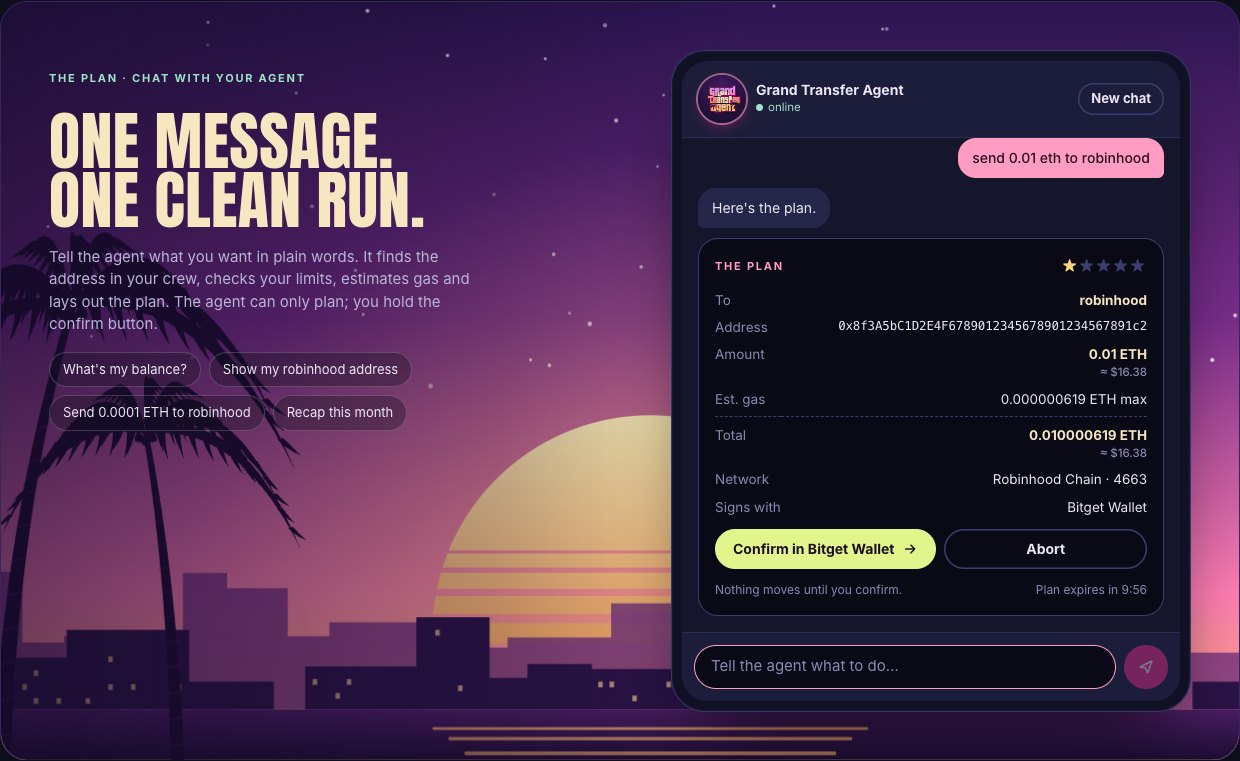 THE PLAN · CHAT WITH YOUR AGENT
ONE MESSAGE.
ONE CLEAN RUN.
Tell the agent what you want in plain words. It finds the
address in your crew, checks your limits, estimates gas and
lays out the plan. The agent can only plan; you hold the
confirm button.
What's my balance?
Show my robinhood address
Send 0.0001 ETH to robinhood
Recap this month
Grand Transfer Agent
Grand Transfer Agent
online
New chat
send 0.01 eth to robinhood
Here's the plan.
THE PLAN
To robinhood
Address 0x8f3A5bC1D2E4F6789012345678901234567891c2
Amount 0.01 ETH
≈ $16.38
Est. gas 0.000000619 ETH max
Total 0.010000619 ETH
≈ $16.38
Network Robinhood Chain · 4663
Signs with Bitget Wallet
Confirm in Bitget Wallet →
Abort
Nothing moves until you confirm.
Plan expires in 9:56
Tell the agent what to do...